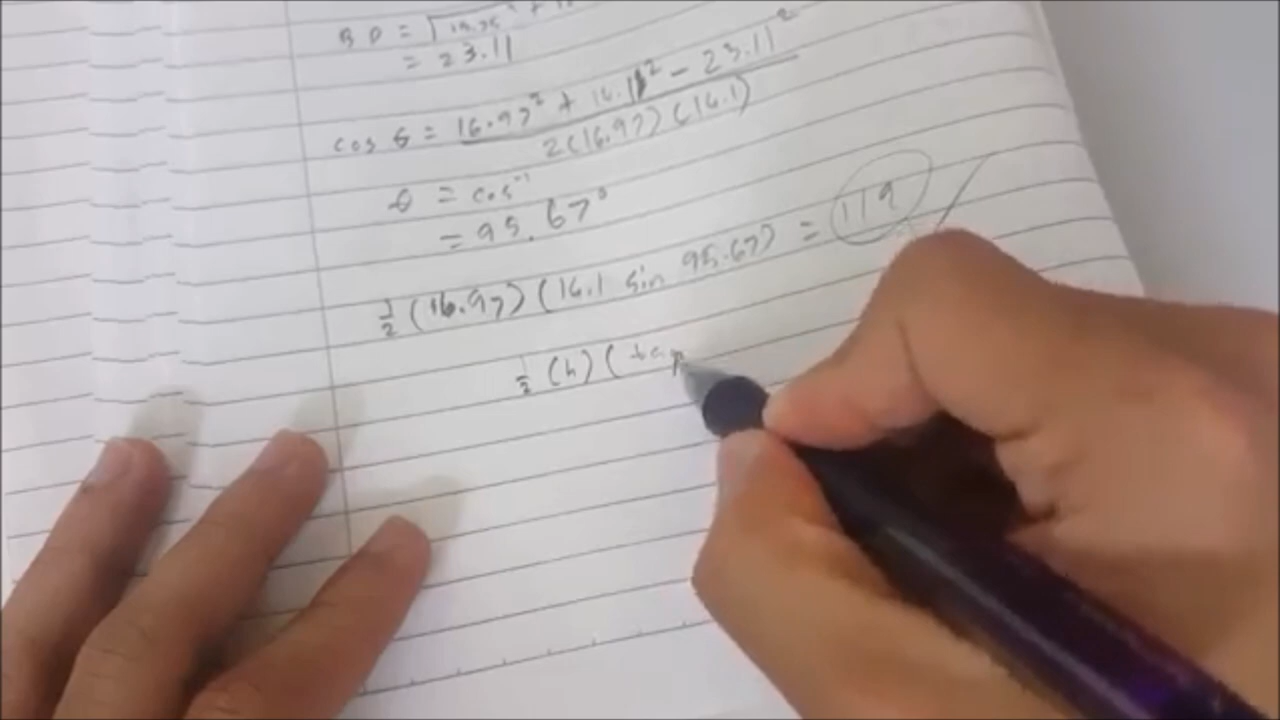 BD = √
= 23.11
cos θ = 16.97² + 16.1² - 23.11² / 2(16.97)(16.1)
θ = cos⁻¹
= 95.67°
½ (16.97) (16.1 sin 95.67) = 119
½ (h) (